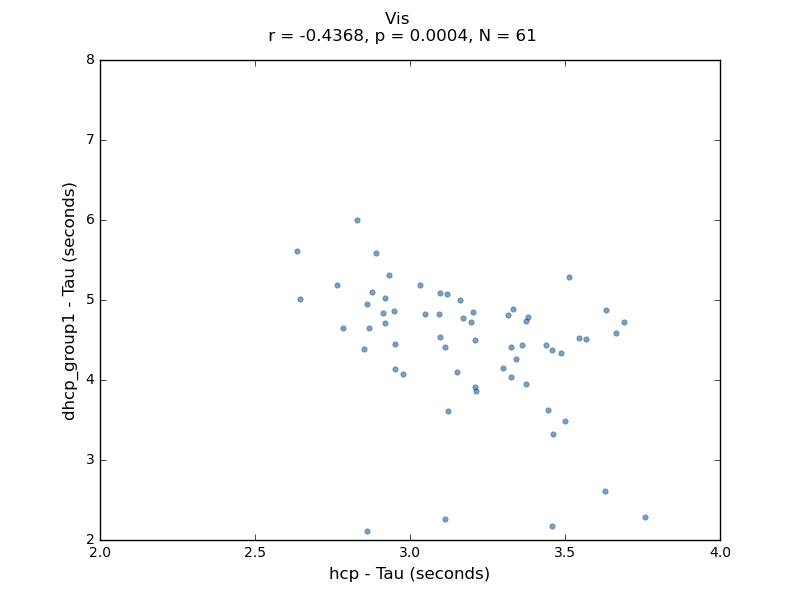 Vis
r = -0.4368, p = 0.0004, N = 61
8
7
6
5
4
3
2
dhcp_group1 - Tau (seconds)
2.0 2.5 3.0 3.5 4.0
hcp - Tau (seconds)